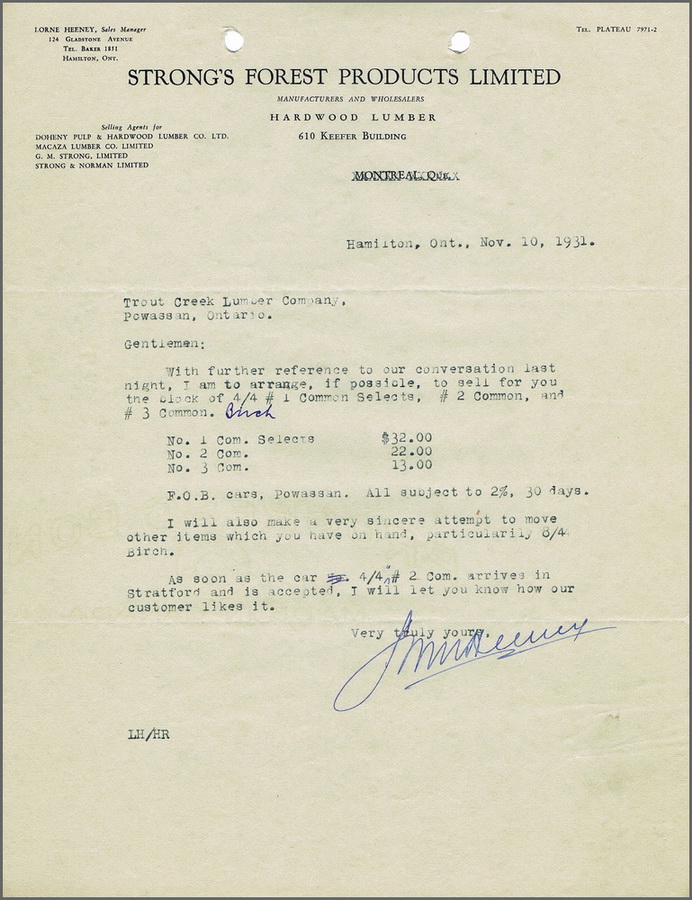 LORNE HEENEY, Sales Manager
124 GLADSTONE AVENUE
TEL. BAKER 1851
HAMILTON, ONT.
TEL. PLATEAU 7971-2
STRONG'S FOREST PRODUCTS LIMITED
MANUFACTURERS AND WHOLESALERS
HARDWOOD LUMBER
610 KEEFER BUILDING
Selling Agents for
DOHENY PULP & HARDWOOD LUMBER CO. LTD.
MACAZA LUMBER CO. LIMITED
G. M. STRONG, LIMITED
STRONG & NORMAN LIMITED
MONTREAL, QUE.
Hamilton, Ont., Nov. 10, 1931.
Trout Creek Lumber Company,
Powassan, Ontario.
Gentleman:
With further reference to our conversation last
night, I am to arrange, if possible, to sell for you
the block of 4/4 # 1 Common Selects, # 2 Common, and
# 3 Common. Birch
No. 1 Com. Selects $32.00
No. 2 Com. 22.00
No. 3 Com. 13.00
F.O.B. cars, Powassan. All subject to 2%, 30 days.
I will also make a very sincere attempt to move
other items which you have on hand, particularily 8/4
Birch.
As soon as the car 4/4" # 2 Com. arrives in
Stratford and is accepted, I will let you know how our
customer likes it.
Very truly yours,
LH/HR